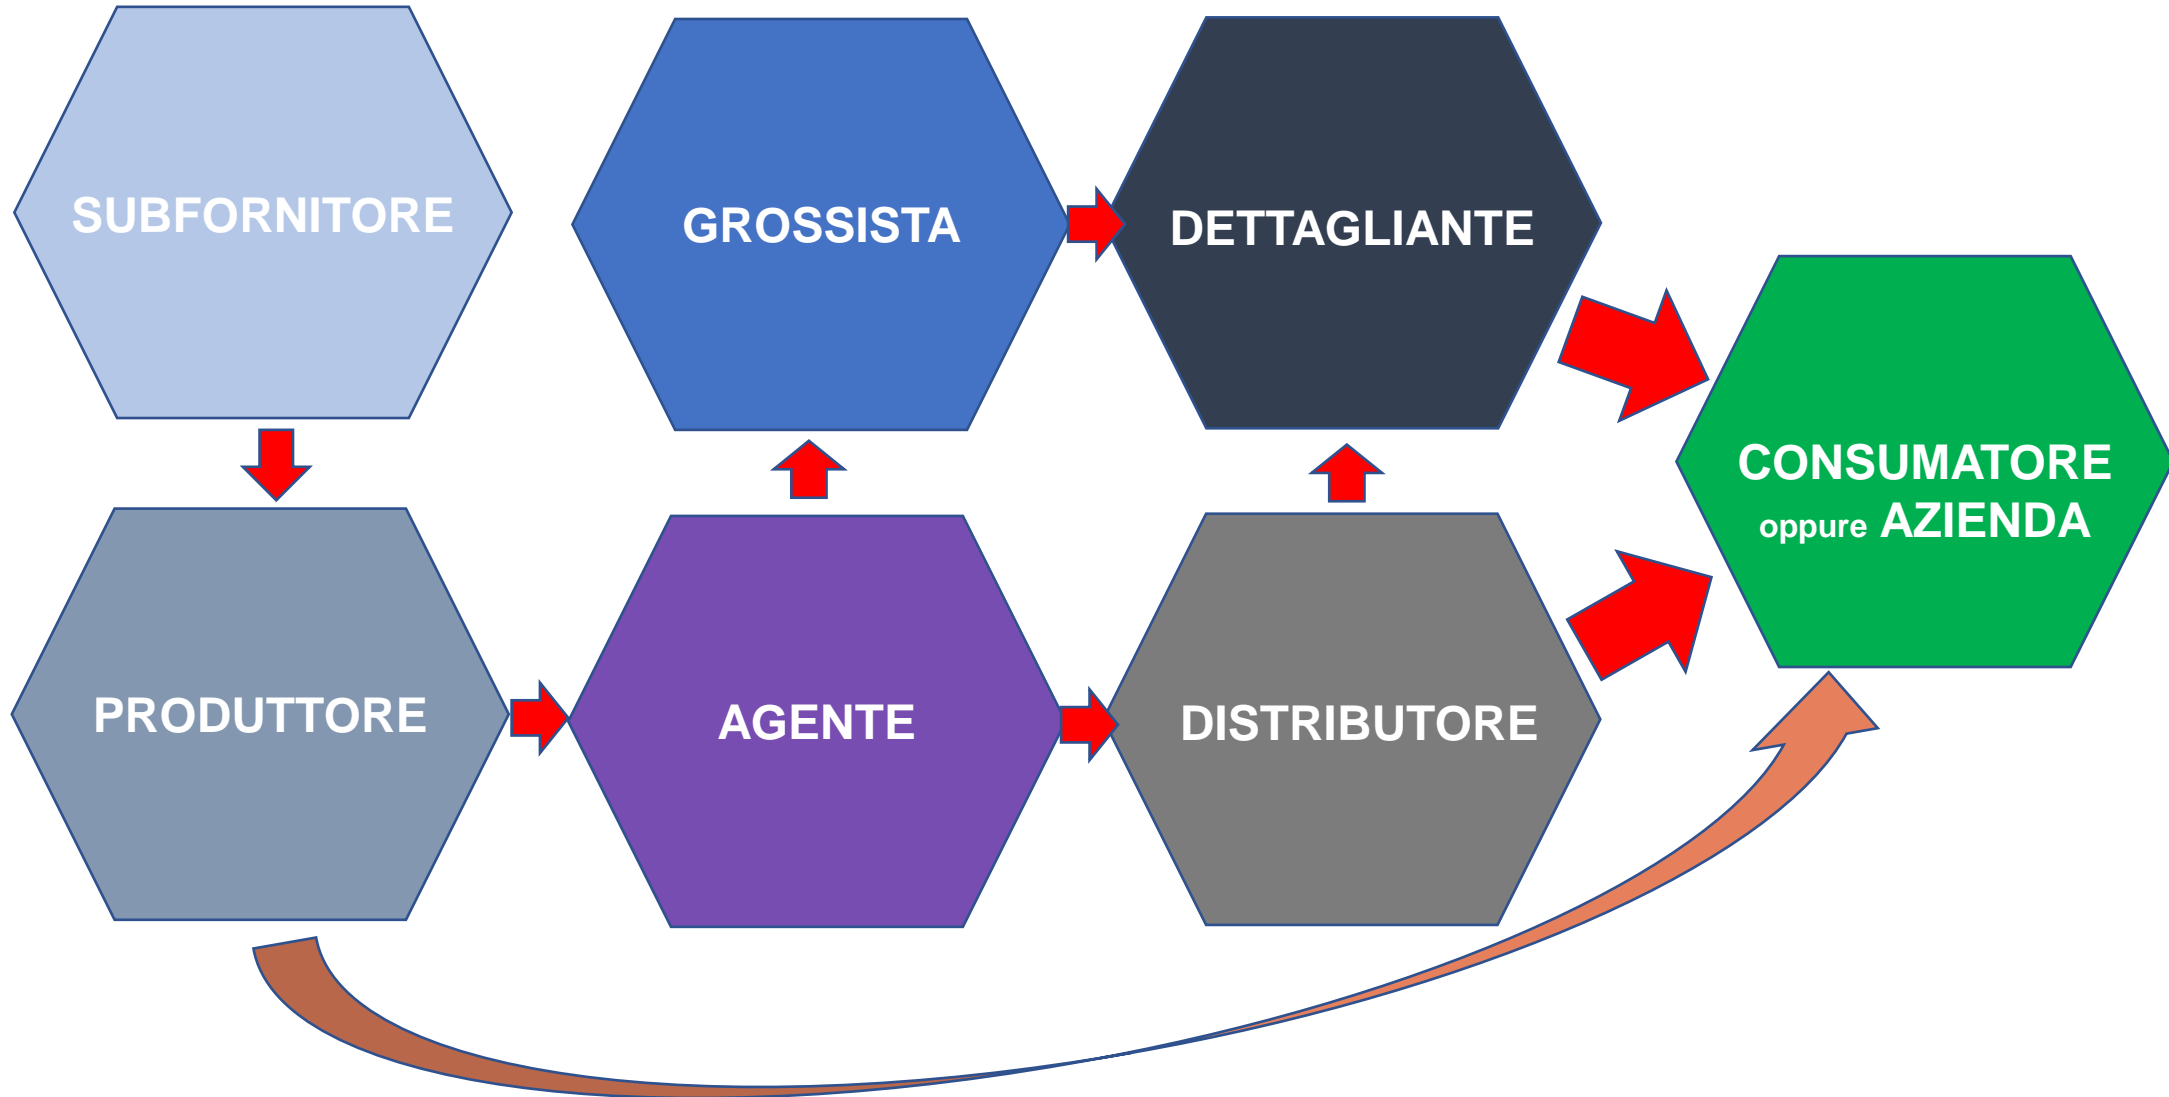 SUBFORNITORE
GROSSISTA
DETTAGLIANTE
CONSUMATORE
oppure AZIENDA
PRODUTTORE
AGENTE
DISTRIBUTORE